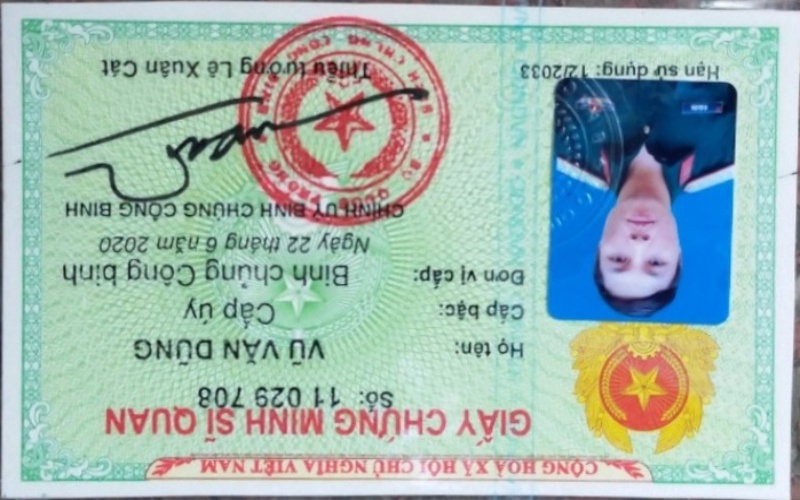 CỘNG HOÀ XÃ HỘI CHỦ NGHĨA VIỆT NAM
GIẤY CHỨNG MINH SĨ QUAN
Số: 11 029 708
Họ tên: VŨ VĂN DŨNG
Cấp bậc: Cấp úy
Đơn vị cấp: Binh chủng Công binh
Ngày 22 tháng 6 năm 2020
CHÍNH ỦY BINH CHỦNG CÔNG BINH
Hạn sử dụng: 12/2033
Thiếu tướng Lê Xuân Cát